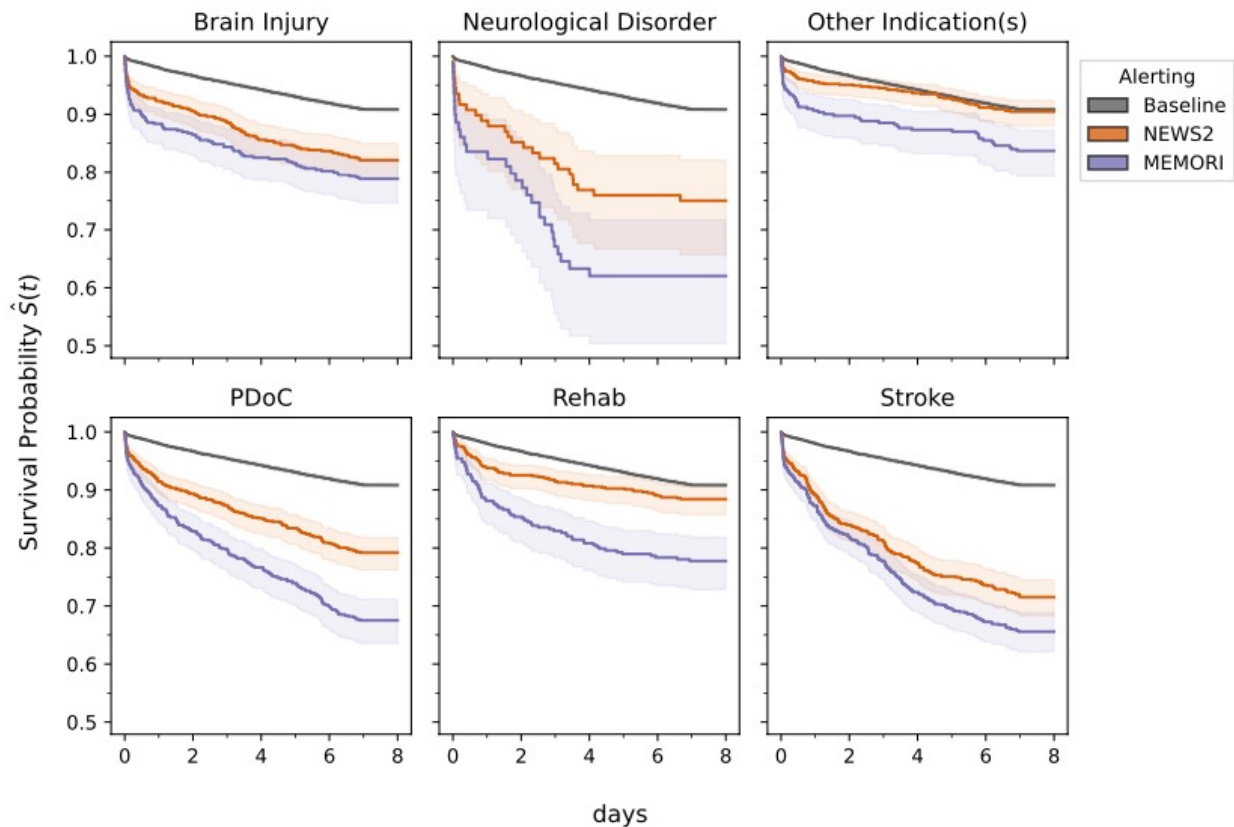 Brain Injury
Neurological Disorder
Other Indication(s)
Alerting
Baseline
NEWS2
MEMORI
1.0
0.9
0.8
0.7
0.6
0.5
PDoC
Rehab
Stroke
1.0
0.9
0.8
0.7
0.6
0.5
0 2 4 6 8
0 2 4 6 8
0 2 4 6 8
Survival Probability Ŝ(t)
days